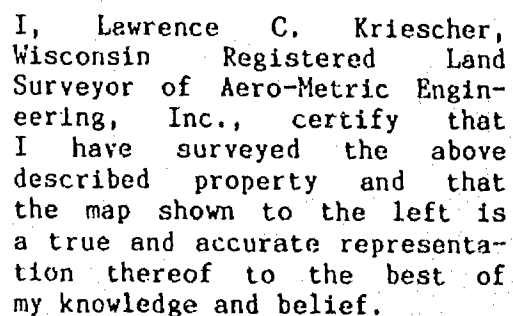 I, Lawrence C. Kriescher,
Wisconsin Registered Land
Surveyor of Aero-Metric Engin-
eering, Inc., certify that
I have surveyed the above
described property and that
the map shown to the left is
a true and accurate representa-
tion thereof to the best of
my knowledge and belief.